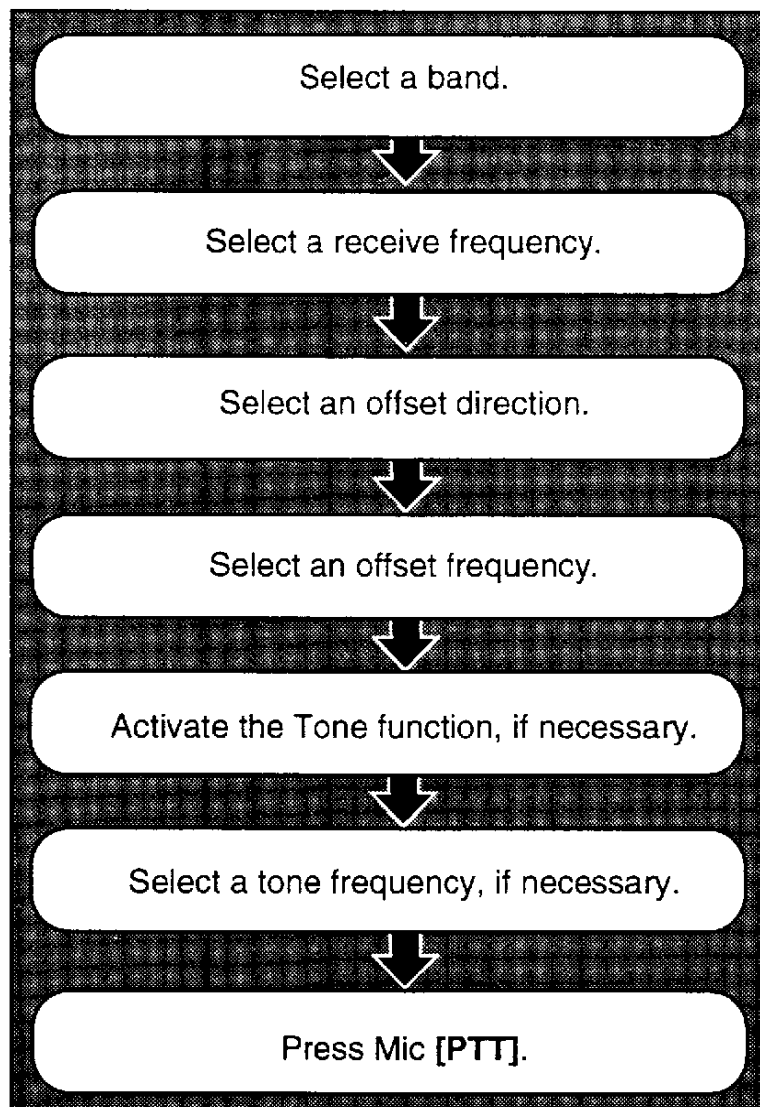 Select a band.
Select a receive frequency.
Select an offset direction.
Select an offset frequency.
Activate the Tone function, if necessary.
Select a tone frequency, if necessary.
Press Mic [PTT].